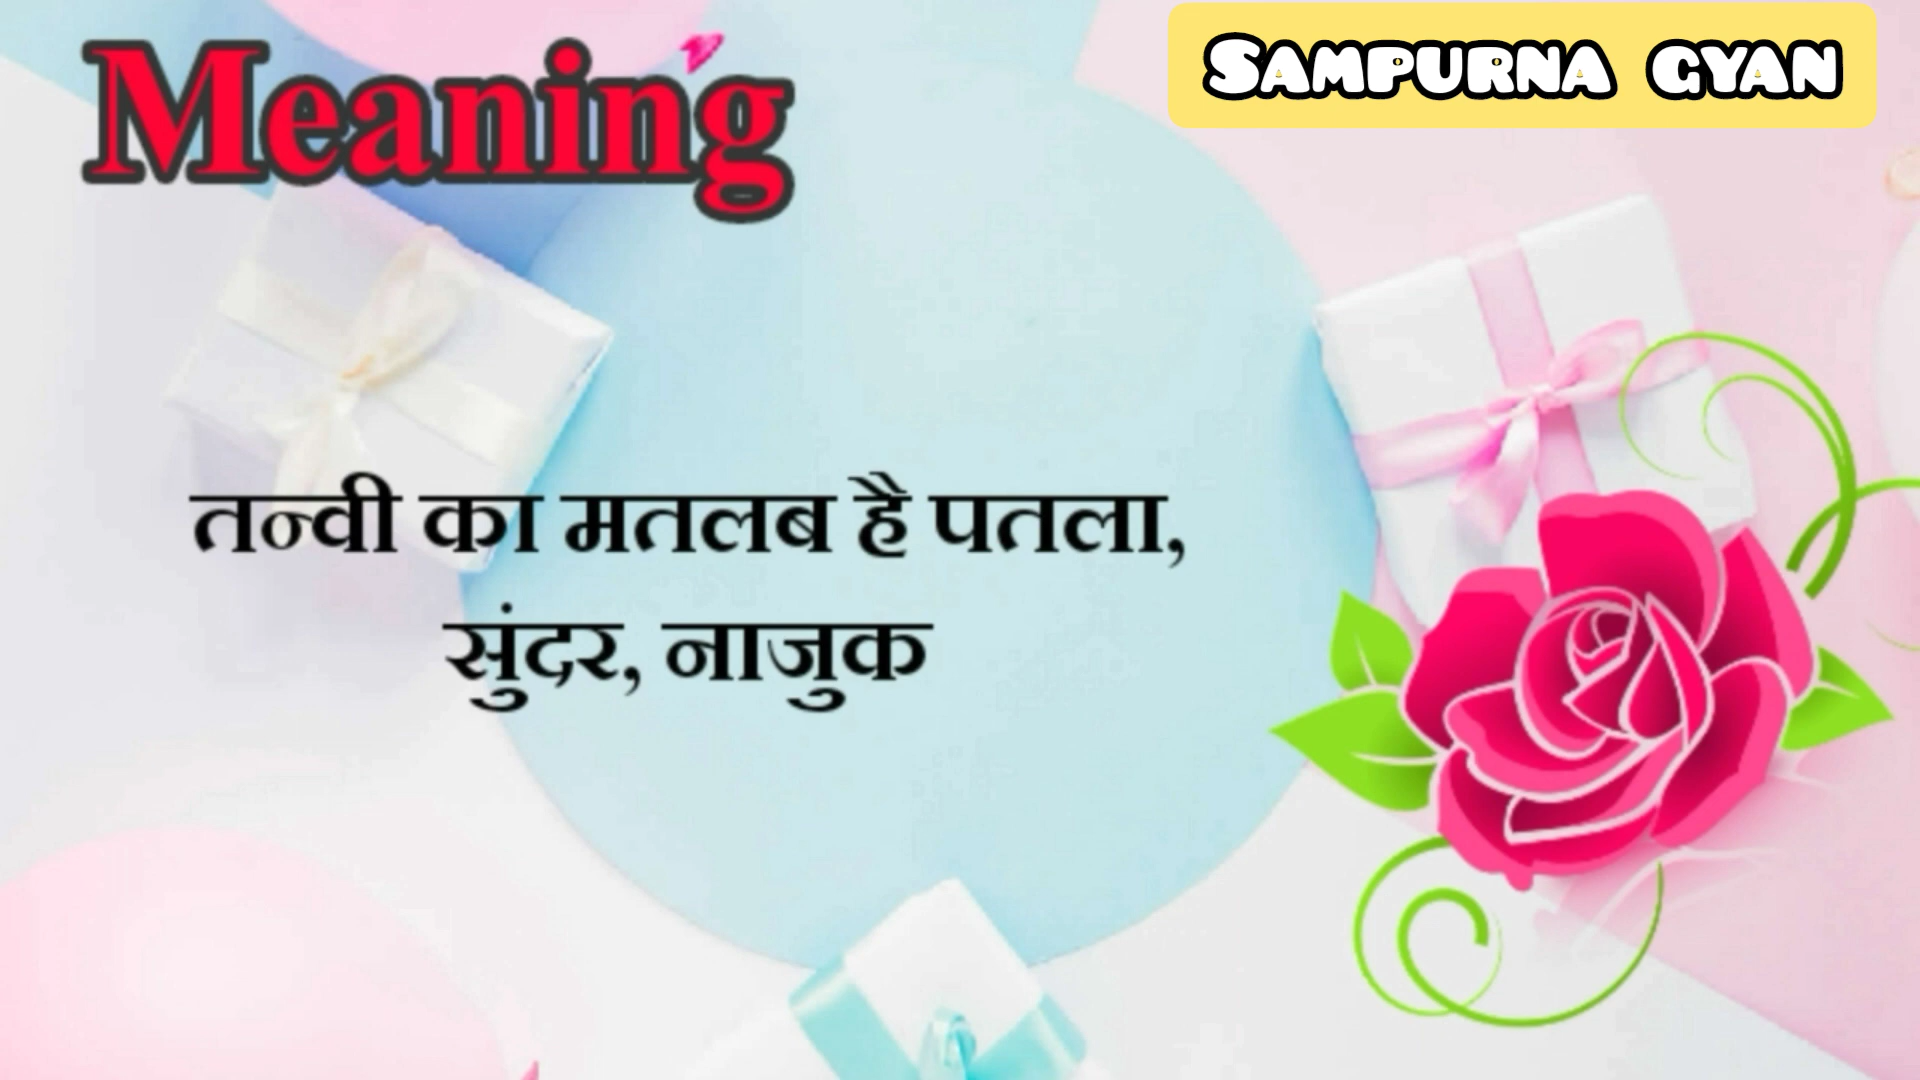 Meaning
SAMPURNA GYAN
तन्वी का मतलब है पतला,
सुंदर, नाजुक